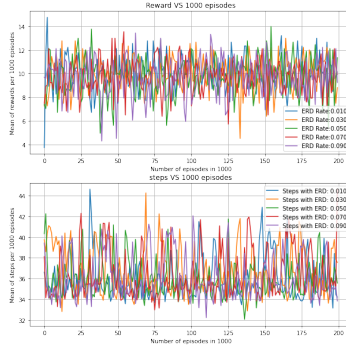 Reward VS 1000 episodes
Mean of rewards per 1000 episodes
14
12
10
8
6
4
ERD Rate:0.010
ERD Rate:0.030
ERD Rate:0.050
ERD Rate:0.070
ERD Rate:0.090
0 25 50 75 100 125 150 175 200
Number of episodes in 1000
steps VS 1000 episodes
Mean of steps per 1000 episodes
44
42
40
38
36
34
32
Steps with ERD: 0.010
Steps with ERD: 0.030
Steps with ERD: 0.050
Steps with ERD: 0.070
Steps with ERD: 0.090
0 25 50 75 100 125 150 175 200
Number of episodes in 1000